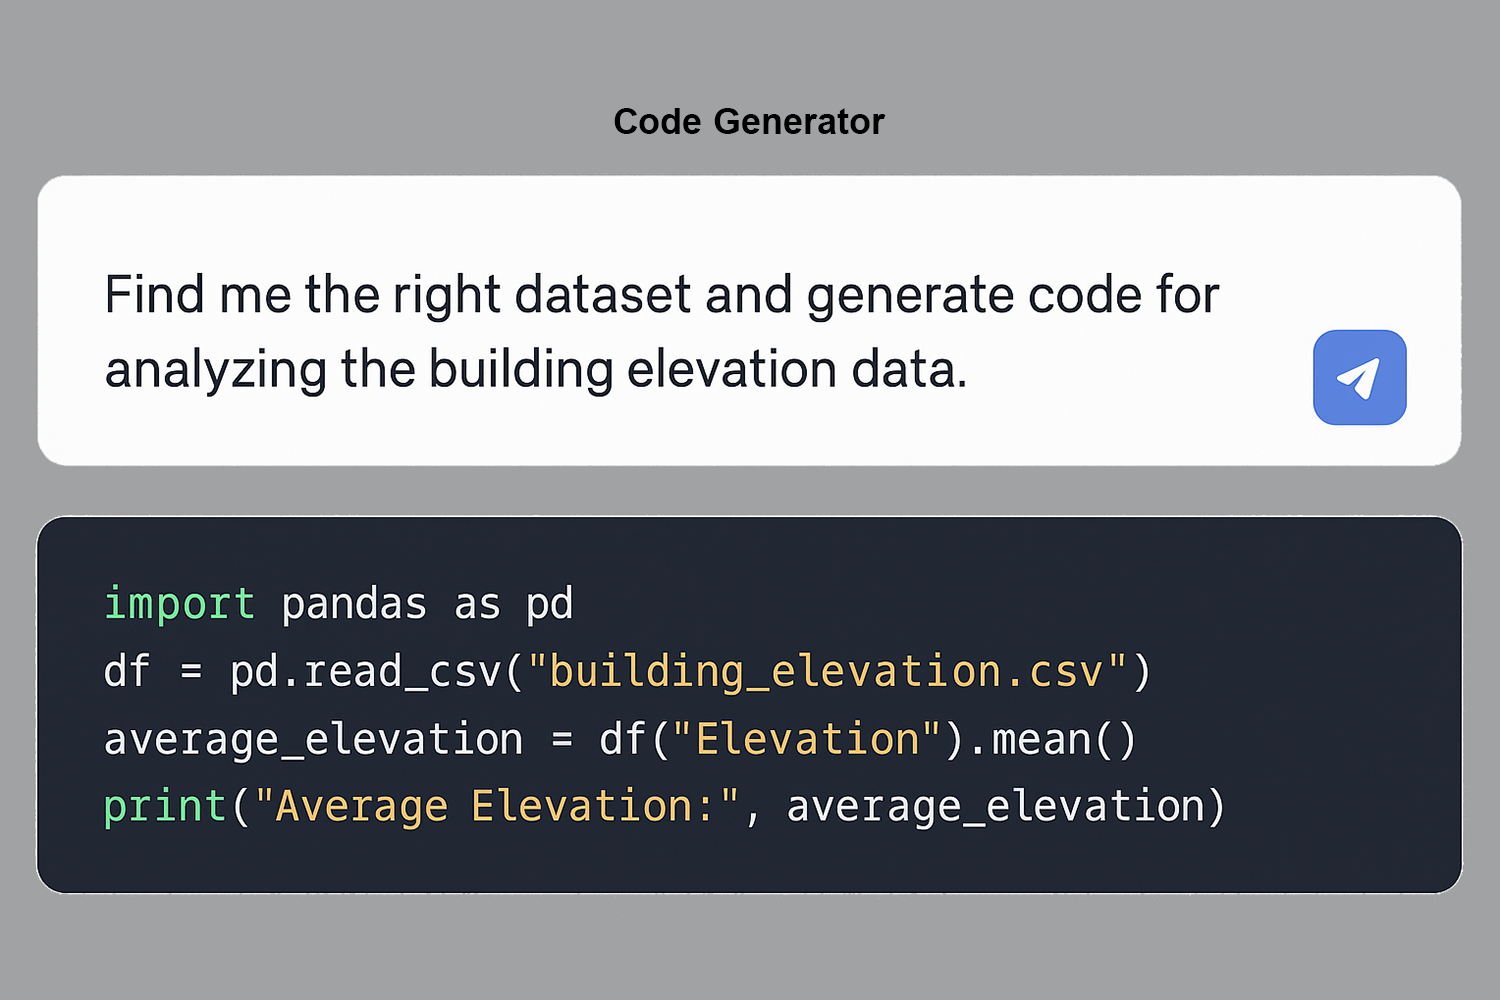 Code Generator
Find me the right dataset and generate code for
analyzing the building elevation data.
import pandas as pd
df = pd.read_csv("building_elevation.csv")
average_elevation = df("Elevation").mean()
print("Average Elevation:", average_elevation)